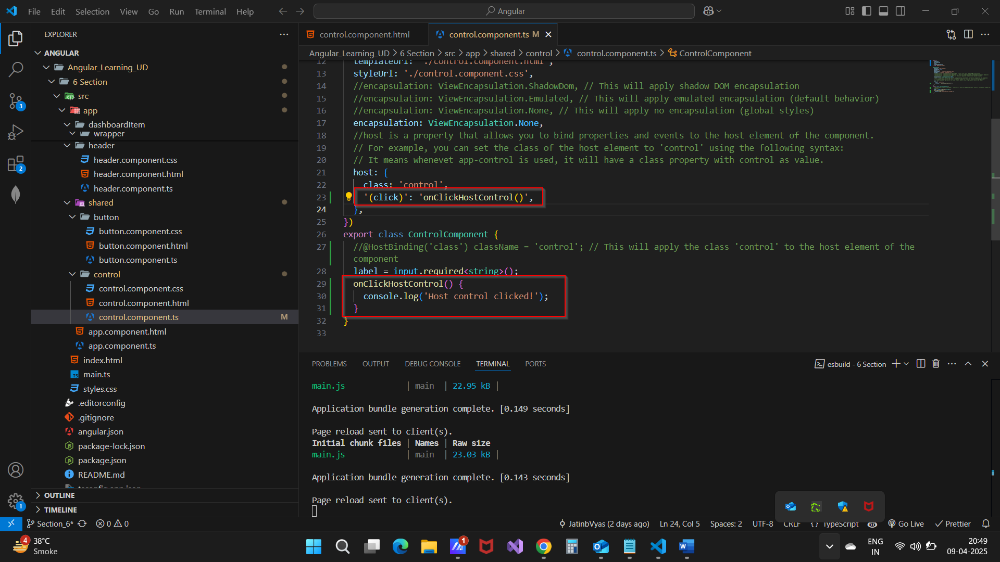 File Edit Selection View Go Run Terminal Help
Angular
EXPLORER
ANGULAR
Angular_Learning_UD
6 Section
src
app
dashboardItem
wrapper
header
header.component.css
header.component.html
header.component.ts
shared
button
button.component.css
button.component.html
button.component.ts
control
control.component.css
control.component.html
control.component.ts M
app.component.html
app.component.ts
index.html
main.ts
styles.css
.editorconfig
.gitignore
angular.json
package-lock.json
package.json
README.md
tsconfig.app.json
OUTLINE
TIMELINE
3
2
1
control.component.html
control.component.ts M
Angular_Learning_UD > 6 Section > src > app > shared > control > control.component.ts > ControlComponent
12 templateUrl: './control.component.html',
13 styleUrl: './control.component.css',
14 //encapsulation: ViewEncapsulation.ShadowDom, // This will apply shadow DOM encapsulation
15 //encapsulation: ViewEncapsulation.Emulated, // This will apply emulated encapsulation (default behavior)
16 //encapsulation: ViewEncapsulation.None, // This will apply no encapsulation (global styles)
17 encapsulation: ViewEncapsulation.None,
18 //host is a property that allows you to bind properties and events to the host element of the component.
19 // For example, you can set the class of the host element to 'control' using the following syntax:
20 // It means whenevet app-control is used, it will have a class property with control as value.
21 host: {
22 class: 'control',
23 '(click)': 'onClickHostControl()',
24 },
25 })
26 export class ControlComponent {
27 //@HostBinding('class') className = 'control'; // This will apply the class 'control' to the host element of the
component
28 label = input.required<string>();
29 onClickHostControl() {
30 console.log('Host control clicked!');
31 }
32 }
33
PROBLEMS OUTPUT DEBUG CONSOLE TERMINAL PORTS
esbuild - 6 Section
main.js | main | 22.95 kB |
Application bundle generation complete. [0.149 seconds]
Page reload sent to client(s).
Initial chunk files | Names | Raw size
main.js | main | 23.03 kB |
Application bundle generation complete. [0.143 seconds]
Page reload sent to client(s).
Section_6* 0 0
JatinbVyas (2 days ago) Ln 24, Col 5 Spaces: 2 UTF-8 CRLF {} TypeScript Go Live Prettier
4
38°C
Smoke
1
ENG
IN
20:49
09-04-2025